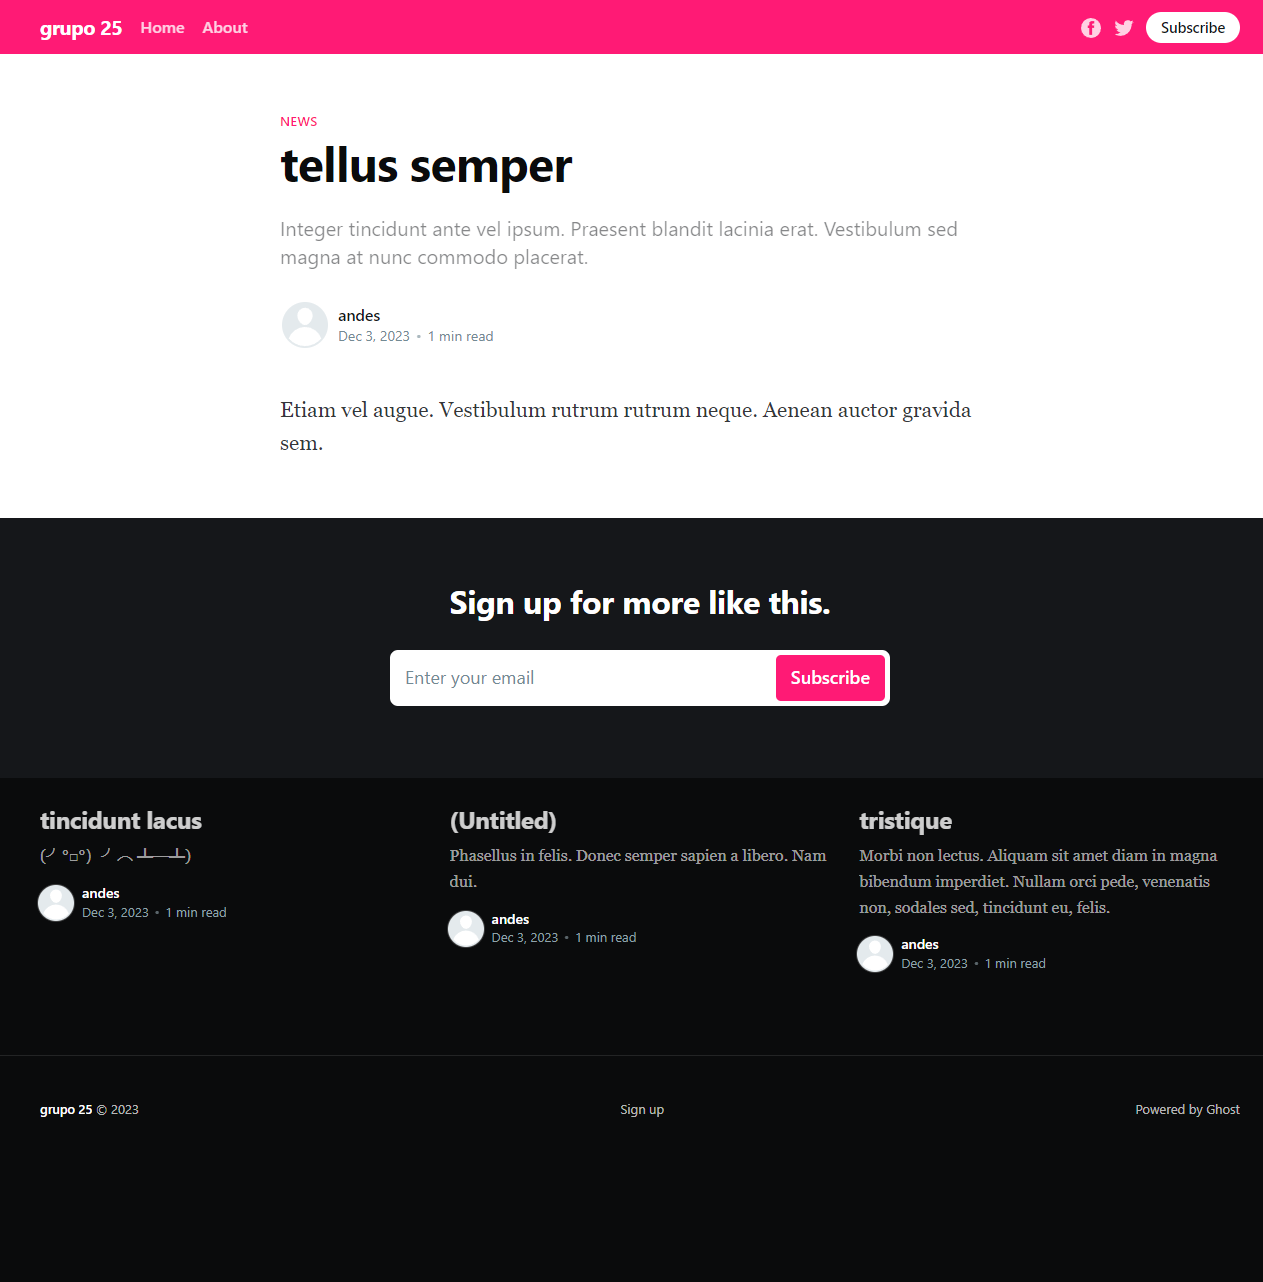 grupo 25 Home About Subscribe
NEWS
tellus semper
Integer tincidunt ante vel ipsum. Praesent blandit lacinia erat. Vestibulum sed
magna at nunc commodo placerat.
andes
Dec 3, 2023 • 1 min read
Etiam vel augue. Vestibulum rutrum rutrum neque. Aenean auctor gravida
sem.
Sign up for more like this.
Enter your email Subscribe
tincidunt lacus
(╯°□°）╯︵ ┻━┻)
andes
Dec 3, 2023 • 1 min read
(Untitled)
Phasellus in felis. Donec semper sapien a libero. Nam
dui.
andes
Dec 3, 2023 • 1 min read
tristique
Morbi non lectus. Aliquam sit amet diam in magna
bibendum imperdiet. Nullam orci pede, venenatis
non, sodales sed, tincidunt eu, felis.
andes
Dec 3, 2023 • 1 min read
grupo 25 © 2023 Sign up Powered by Ghost